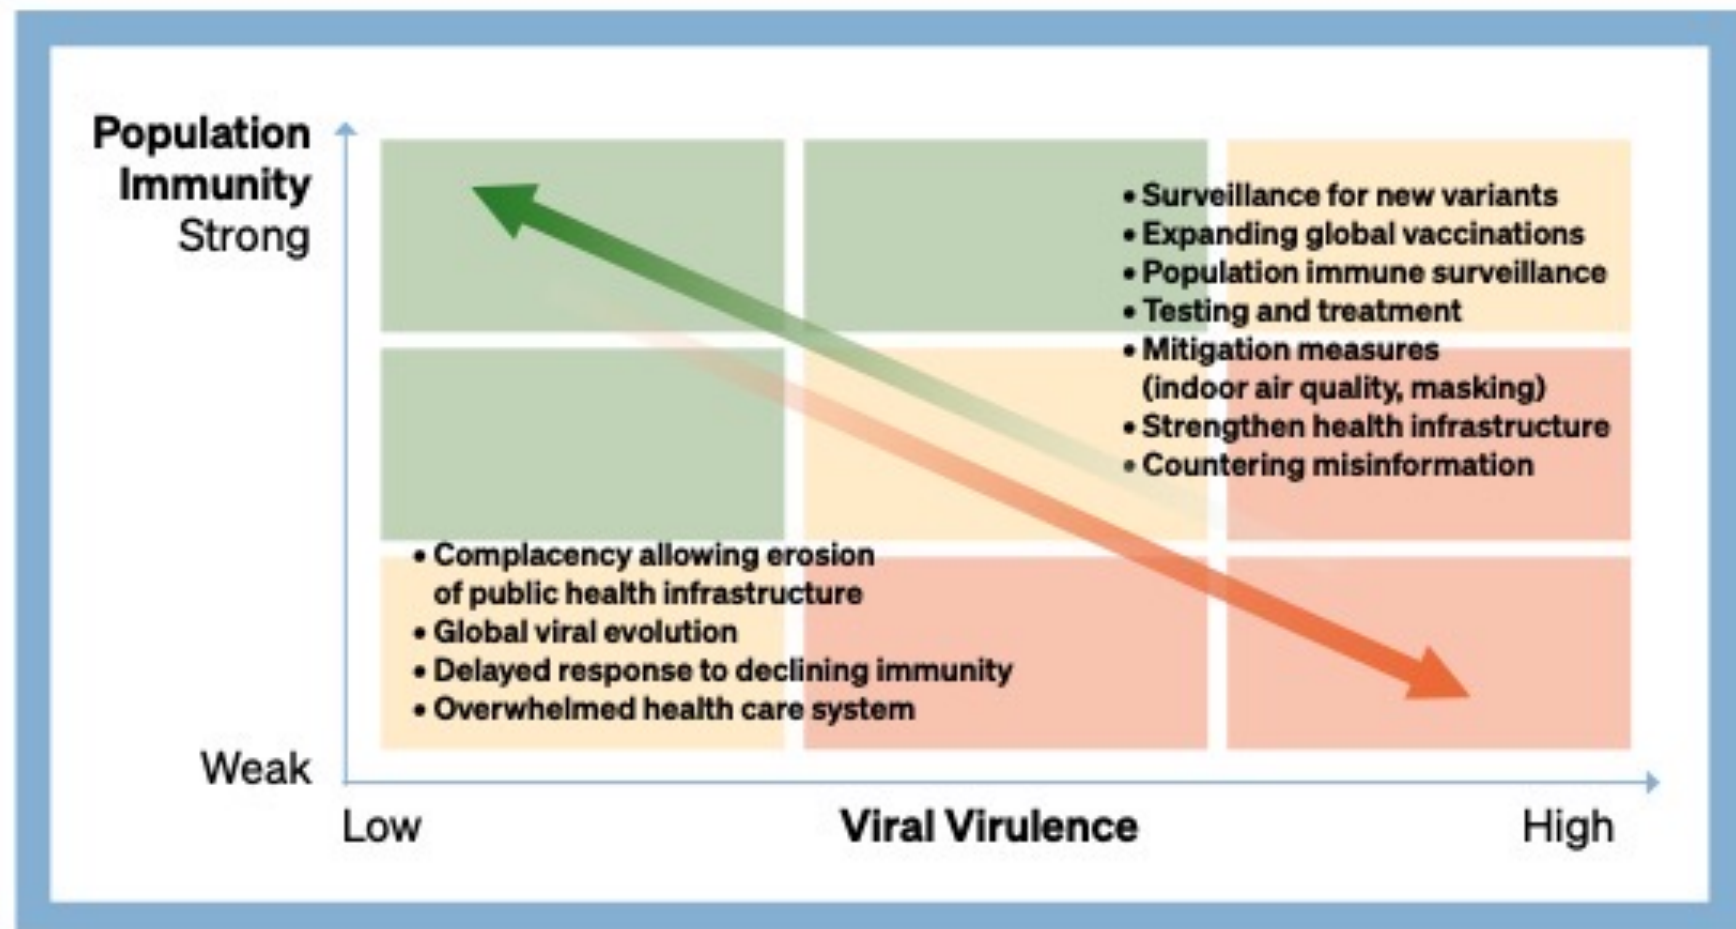 Population
Immunity
Strong
• Surveillance for new variants
• Expanding global vaccinations
• Population immune surveillance
• Testing and treatment
• Mitigation measures
(indoor air quality, masking)
• Strengthen health infrastructure
• Countering misinformation
• Complacency allowing erosion
of public health infrastructure
• Global viral evolution
• Delayed response to declining immunity
• Overwhelmed health care system
Weak
Low
Viral Virulence
High